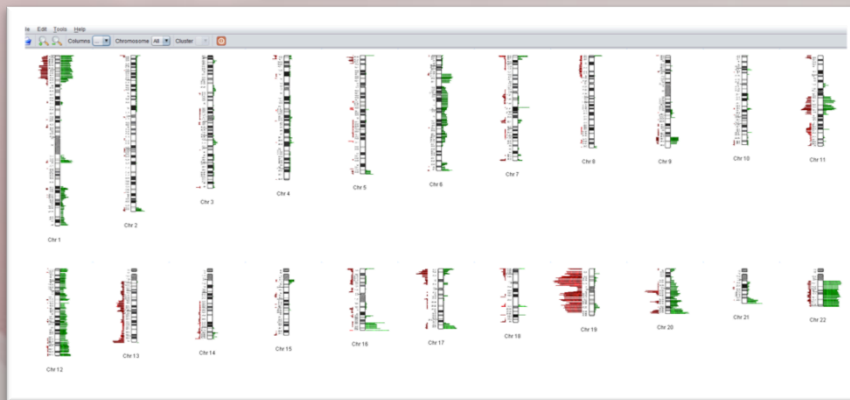 Edit Tools Help
Columns ... Chromosome All Cluster
Chr 1
Chr 2
Chr 3
Chr 4
Chr 5
Chr 6
Chr 7
Chr 8
Chr 9
Chr 10
Chr 11
Chr 12
Chr 13
Chr 14
Chr 15
Chr 16
Chr 17
Chr 18
Chr 19
Chr 20
Chr 21
Chr 22